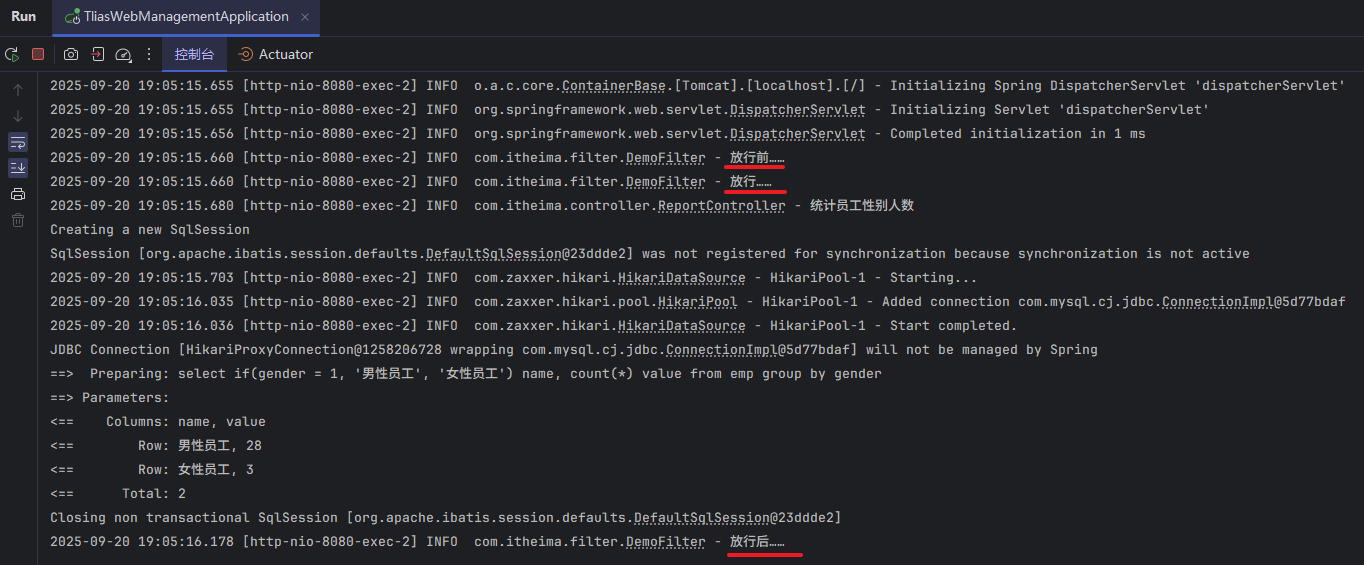 Run TliasWebManagementApplication ×
控制台 Actuator
2025-09-20 19:05:15.655 [http-nio-8080-exec-2] INFO  o.a.c.core.ContainerBase.[Tomcat].[localhost].[/] - Initializing Spring DispatcherServlet 'dispatcherServlet'
2025-09-20 19:05:15.655 [http-nio-8080-exec-2] INFO  org.springframework.web.servlet.DispatcherServlet - Initializing Servlet 'dispatcherServlet'
2025-09-20 19:05:15.656 [http-nio-8080-exec-2] INFO  org.springframework.web.servlet.DispatcherServlet - Completed initialization in 1 ms
2025-09-20 19:05:15.660 [http-nio-8080-exec-2] INFO  com.itheima.filter.DemoFilter - 放行前……
2025-09-20 19:05:15.660 [http-nio-8080-exec-2] INFO  com.itheima.filter.DemoFilter - 放行……
2025-09-20 19:05:15.680 [http-nio-8080-exec-2] INFO  com.itheima.controller.ReportController - 统计员工性别人数
Creating a new SqlSession
SqlSession [org.apache.ibatis.session.defaults.DefaultSqlSession@23ddde2] was not registered for synchronization because synchronization is not active
2025-09-20 19:05:15.703 [http-nio-8080-exec-2] INFO  com.zaxxer.hikari.HikariDataSource - HikariPool-1 - Starting...
2025-09-20 19:05:16.035 [http-nio-8080-exec-2] INFO  com.zaxxer.hikari.pool.HikariPool - HikariPool-1 - Added connection com.mysql.cj.jdbc.ConnectionImpl@5d77bdaf
2025-09-20 19:05:16.036 [http-nio-8080-exec-2] INFO  com.zaxxer.hikari.HikariDataSource - HikariPool-1 - Start completed.
JDBC Connection [HikariProxyConnection@1258206728 wrapping com.mysql.cj.jdbc.ConnectionImpl@5d77bdaf] will not be managed by Spring
==>  Preparing: select if(gender = 1, '男性员工', '女性员工') name, count(*) value from emp group by gender
==> Parameters:
<==    Columns: name, value
<==        Row: 男性员工, 28
<==        Row: 女性员工, 3
<==      Total: 2
Closing non transactional SqlSession [org.apache.ibatis.session.defaults.DefaultSqlSession@23ddde2]
2025-09-20 19:05:16.178 [http-nio-8080-exec-2] INFO  com.itheima.filter.DemoFilter - 放行后……